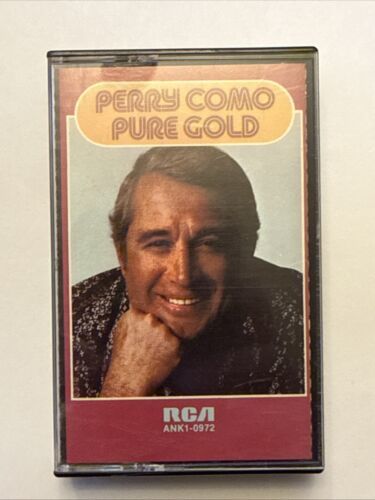 PERRY COMO
PURE GOLD
RCA
ANK1-0972